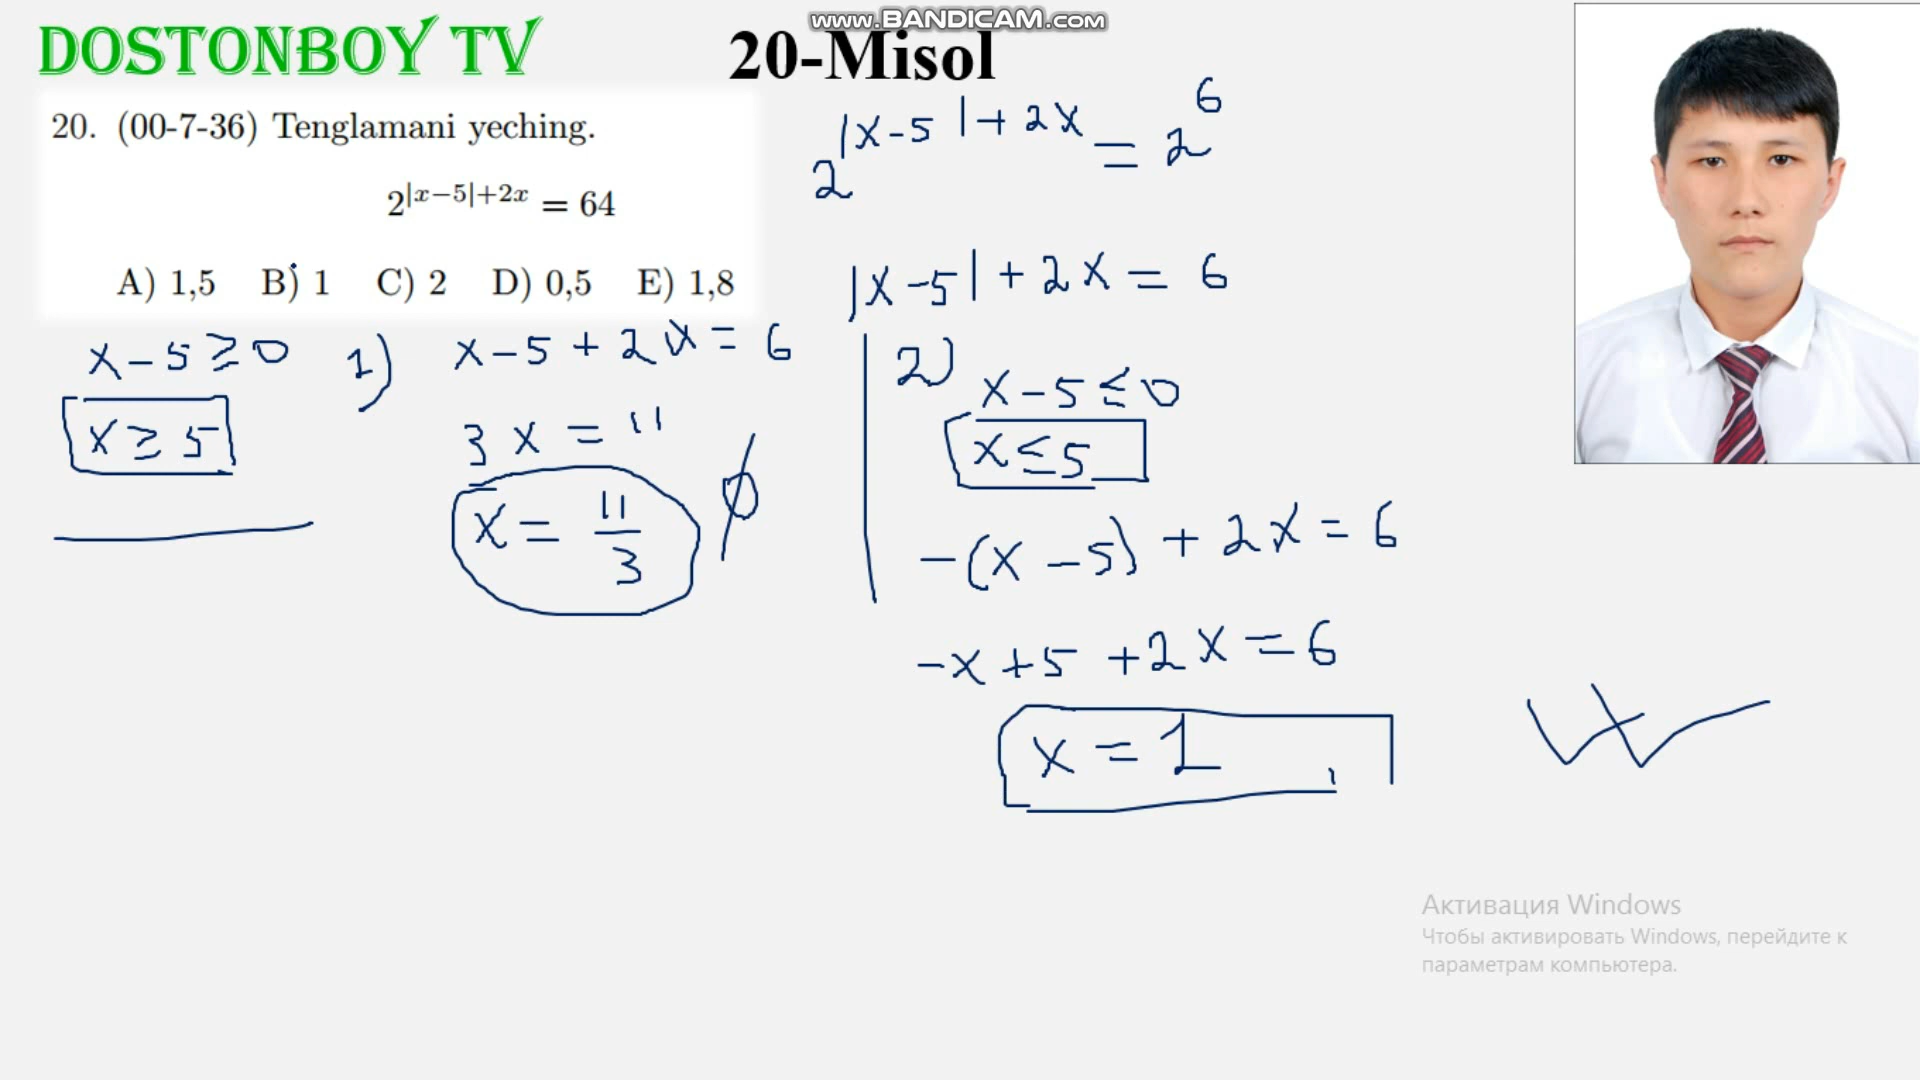 www.BANDICAM.com
DOSTONBOY TV
20-Misol
20. (00-7-36) Tenglamani yeching.
2^{|x−5|+2x} = 64
A) 1,5 B) 1 C) 2 D) 0,5 E) 1,8
2^{|x-5|+2x} = 2^6
|x-5|+2x = 6
x-5≥0
x≥5
1) x-5+2x=6
3x=11
x = 11/3
∅
2) x-5≤0
x≤5
-(x-5)+2x=6
-x+5+2x=6
x=1
Активация Windows
Чтобы активировать Windows, перейдите к
параметрам компьютера.